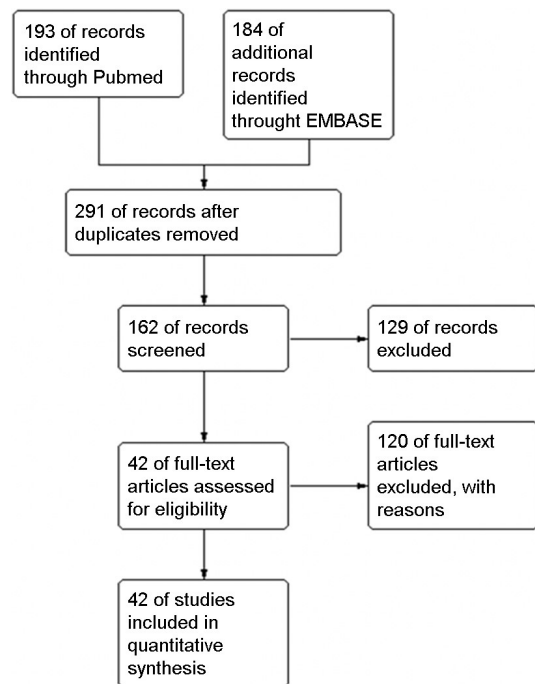 193 of records
identified
through Pubmed
184 of
additional
records
identified
throught EMBASE
291 of records after
duplicates removed
162 of records
screened
129 of records
excluded
42 of full-text
articles assessed
for eligibility
120 of full-text
articles
excluded, with
reasons
42 of studies
included in
quantitative
synthesis